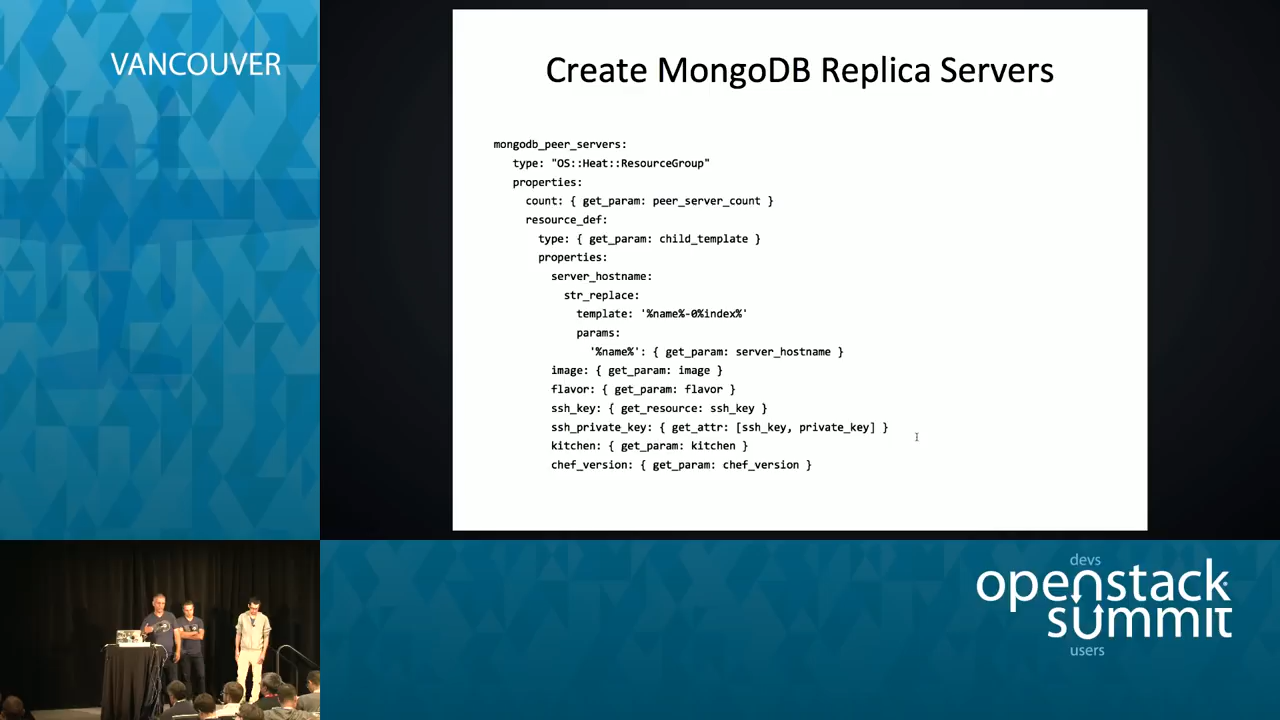 VANCOUVER
Create MongoDB Replica Servers
mongodb_peer_servers:
type: "OS::Heat::ResourceGroup"
properties:
count: { get_param: peer_server_count }
resource_def:
type: { get_param: child_template }
properties:
server_hostname:
str_replace:
template: '%name%-0%index%'
params:
'%name%': { get_param: server_hostname }
image: { get_param: image }
flavor: { get_param: flavor }
ssh_key: { get_resource: ssh_key }
ssh_private_key: { get_attr: [ssh_key, private_key] }
kitchen: { get_param: kitchen }
chef_version: { get_param: chef_version }
devs
openstack
summit
users